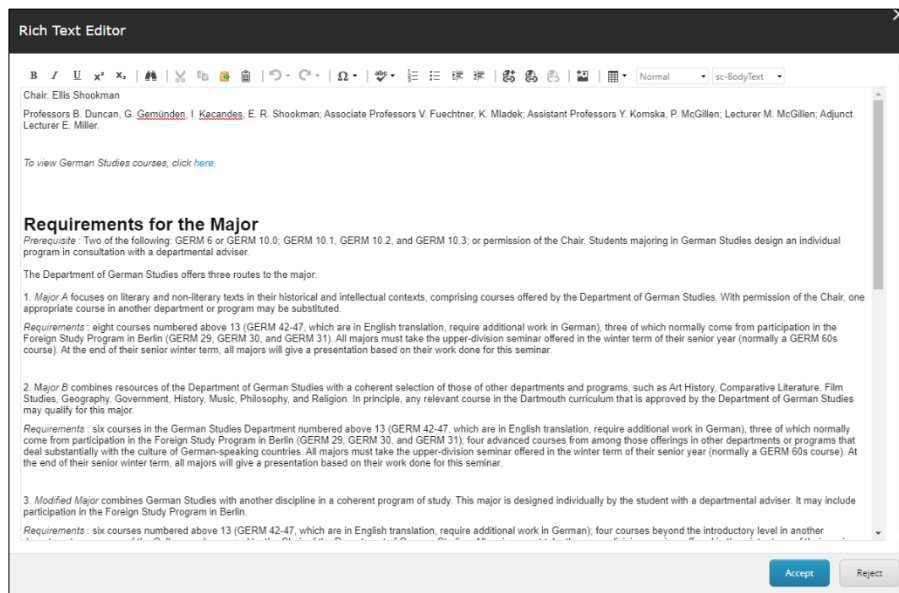 Rich Text Editor
B I U x² x₂ Ω Normal sc-BodyText
Chair: Ellis Shookman
Professors B. Duncan, G. Gemünden, I. Kacandes, E. R. Shookman; Associate Professors V. Fuechtner, K. Mladek; Assistant Professors Y. Komska, P. McGillen; Lecturer M. McGillen; Adjunct
Lecturer E. Miller.
To view German Studies courses, click here.
Requirements for the Major
Prerequisite : Two of the following: GERM 6 or GERM 10.0; GERM 10.1, GERM 10.2, and GERM 10.3; or permission of the Chair. Students majoring in German Studies design an individual
program in consultation with a departmental adviser.
The Department of German Studies offers three routes to the major:
1. Major A focuses on literary and non-literary texts in their historical and intellectual contexts, comprising courses offered by the Department of German Studies. With permission of the Chair, one
appropriate course in another department or program may be substituted.
Requirements : eight courses numbered above 13 (GERM 42-47, which are in English translation, require additional work in German), three of which normally come from participation in the
Foreign Study Program in Berlin (GERM 29, GERM 30, and GERM 31). All majors must take the upper-division seminar offered in the winter term of their senior year (normally a GERM 60s
course). At the end of their senior winter term, all majors will give a presentation based on their work done for this seminar.
2. Major B combines resources of the Department of German Studies with a coherent selection of those of other departments and programs, such as Art History, Comparative Literature, Film
Studies, Geography, Government, History, Music, Philosophy, and Religion. In principle, any relevant course in the Dartmouth curriculum that is approved by the Department of German Studies
may qualify for this major.
Requirements : six courses in the German Studies Department numbered above 13 (GERM 42-47, which are in English translation, require additional work in German), three of which normally
come from participation in the Foreign Study Program in Berlin (GERM 29, GERM 30, and GERM 31); four advanced courses from among those offerings in other departments or programs that
deal substantially with the culture of German-speaking countries. All majors must take the upper-division seminar offered in the winter term of their senior year (normally a GERM 60s course). At
the end of their senior winter term, all majors will give a presentation based on their work done for this seminar.
3. Modified Major combines German Studies with another discipline in a coherent program of study. This major is designed individually by the student with a departmental adviser. It may include
participation in the Foreign Study Program in Berlin.
Requirements : six courses numbered above 13 (GERM 42-47, which are in English translation, require additional work in German); four courses beyond the introductory level in another
Accept Reject